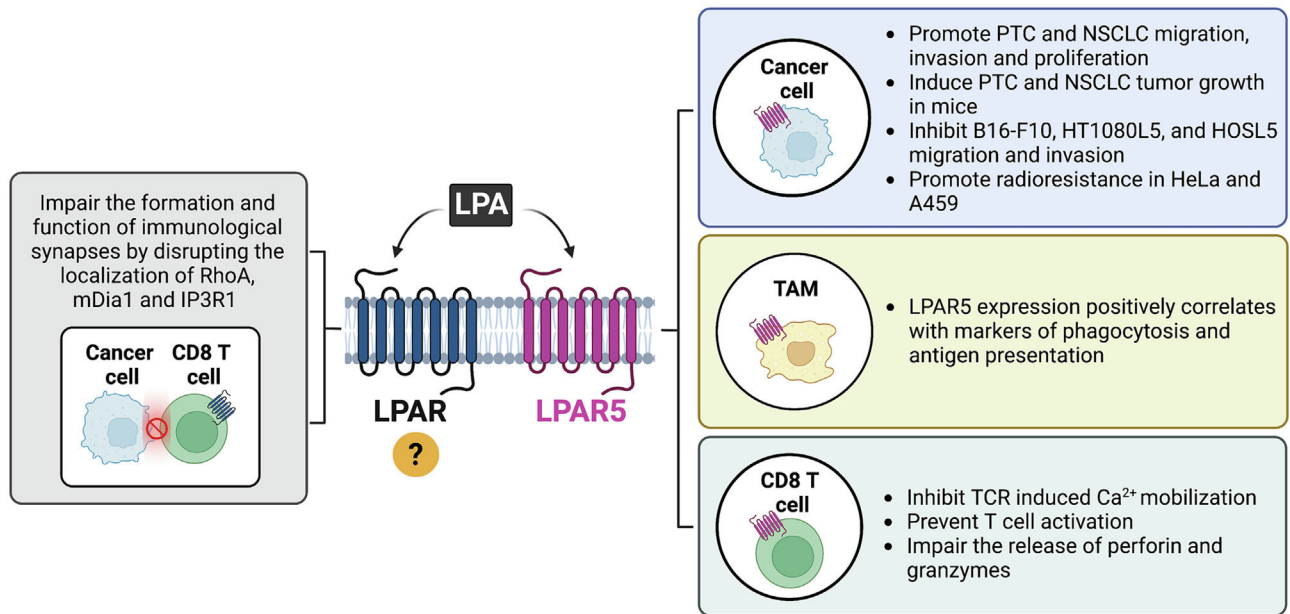 Impair the formation and
function of immunological
synapses by disrupting the
localization of RhoA,
mDia1 and IP3R1
Cancer
cell
CD8 T
cell
LPA
LPAR
?
LPAR5
Cancer
cell
• Promote PTC and NSCLC migration,
invasion and proliferation
• Induce PTC and NSCLC tumor growth
in mice
• Inhibit B16-F10, HT1080L5, and HOSL5
migration and invasion
• Promote radioresistance in HeLa and
A459
TAM
• LPAR5 expression positively correlates
with markers of phagocytosis and
antigen presentation
CD8 T
cell
• Inhibit TCR induced Ca²⁺ mobilization
• Prevent T cell activation
• Impair the release of perforin and
granzymes